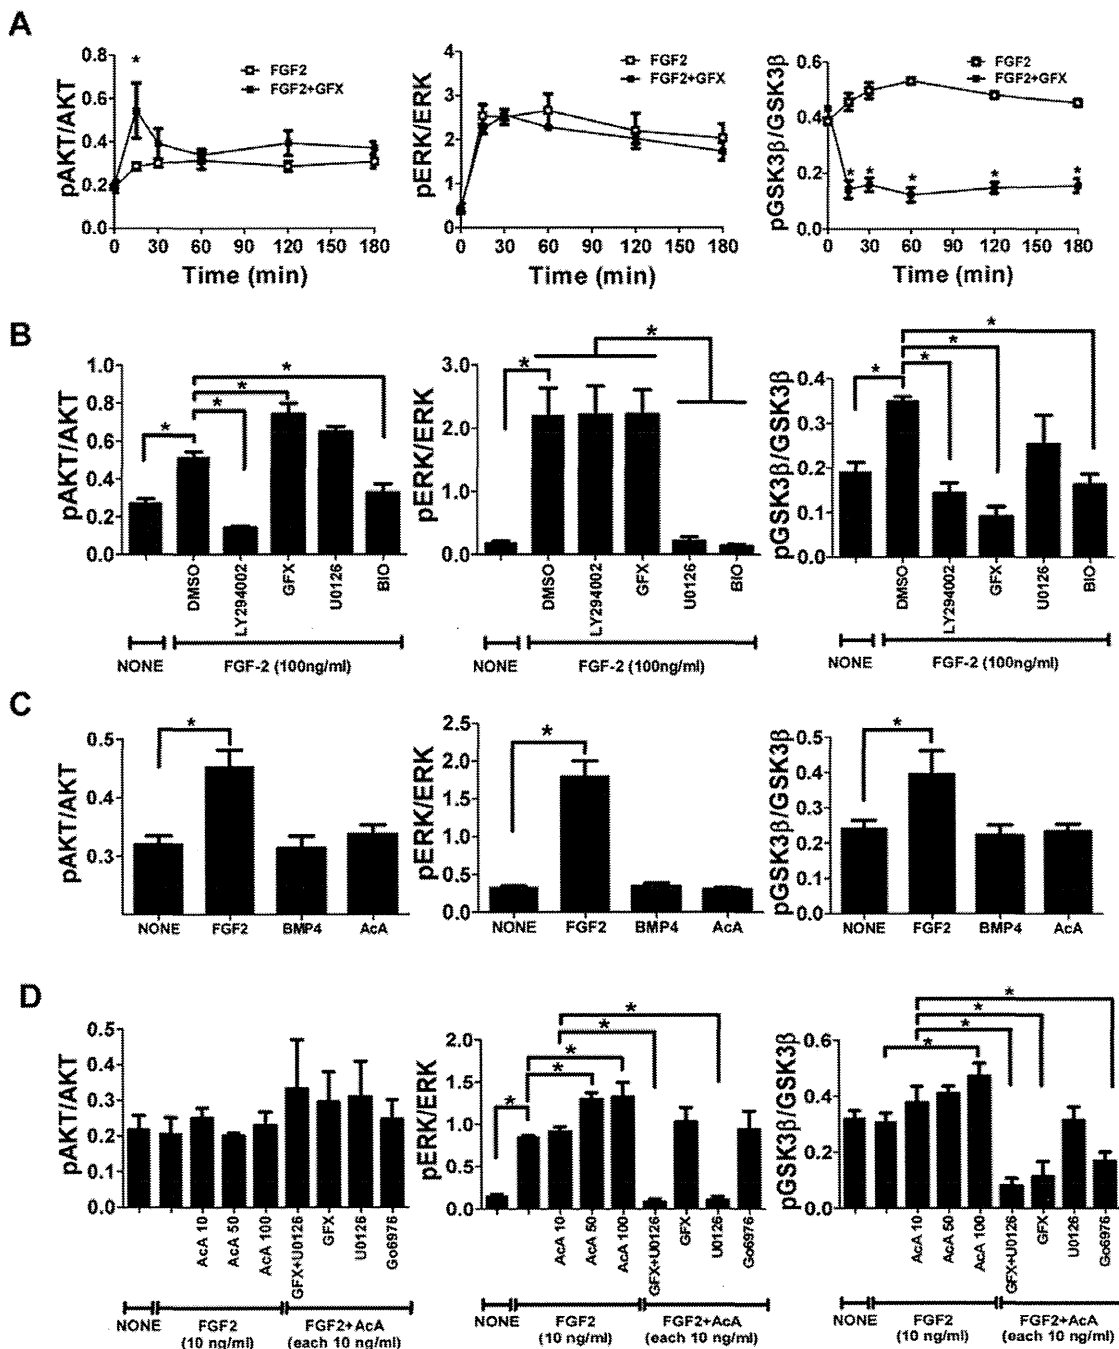 A
pAKT/AKT
0.8
0.6
0.4
0.2
0.0
*
FGF2
FGF2+GFX
0 30 60 90 120 150 180
Time (min)
pERK/ERK
4
3
2
1
0
FGF2
FGF2+GFX
0 30 60 90 120 150 180
Time (min)
pGSK3β/GSK3β
0.6
0.4
0.2
0.0
FGF2
FGF2+GFX
* * * * *
0 30 60 90 120 150 180
Time (min)
B
pAKT/AKT
1.0
0.8
0.6
0.4
0.2
0.0
*
*
*
*
DMSO
LY294002
GFX
U0126
BIO
NONE
FGF-2 (100ng/ml)
pERK/ERK
3.0
2.0
1.0
0.0
*
*
DMSO
LY294002
GFX
U0126
BIO
NONE
FGF-2 (100ng/ml)
pGSK3β/GSK3β
0.4
0.3
0.2
0.1
0.0
*
*
*
*
DMSO
LY294002
GFX
U0126
BIO
NONE
FGF-2 (100ng/ml)
C
pAKT/AKT
0.5
0.4
0.3
*
NONE FGF2 BMP4 AcA
pERK/ERK
2.5
2.0
1.5
1.0
0.5
0.0
*
NONE FGF2 BMP4 AcA
pGSK3β/GSK3β
0.5
0.4
0.3
0.2
0.1
0.0
*
NONE FGF2 BMP4 AcA
D
pAKT/AKT
0.5
0.4
0.3
0.2
0.1
0.0
AcA 10
AcA 50
AcA 100
GFX+U0126
GFX
U0126
Go6976
NONE
FGF2
(10 ng/ml)
FGF2+AcA
(each 10 ng/ml)
pERK/ERK
2.0
1.5
1.0
0.5
0.0
*
*
*
*
*
AcA 10
AcA 50
AcA 100
GFX+U0126
GFX
U0126
Go6976
NONE
FGF2
(10 ng/ml)
FGF2+AcA
(each 10 ng/ml)
pGSK3β/GSK3β
0.6
0.4
0.2
0.0
*
*
*
*
AcA 10
AcA 50
AcA 100
GFX+U0126
GFX
U0126
Go6976
NONE
FGF2
(10 ng/ml)
FGF2+AcA
(each 10 ng/ml)